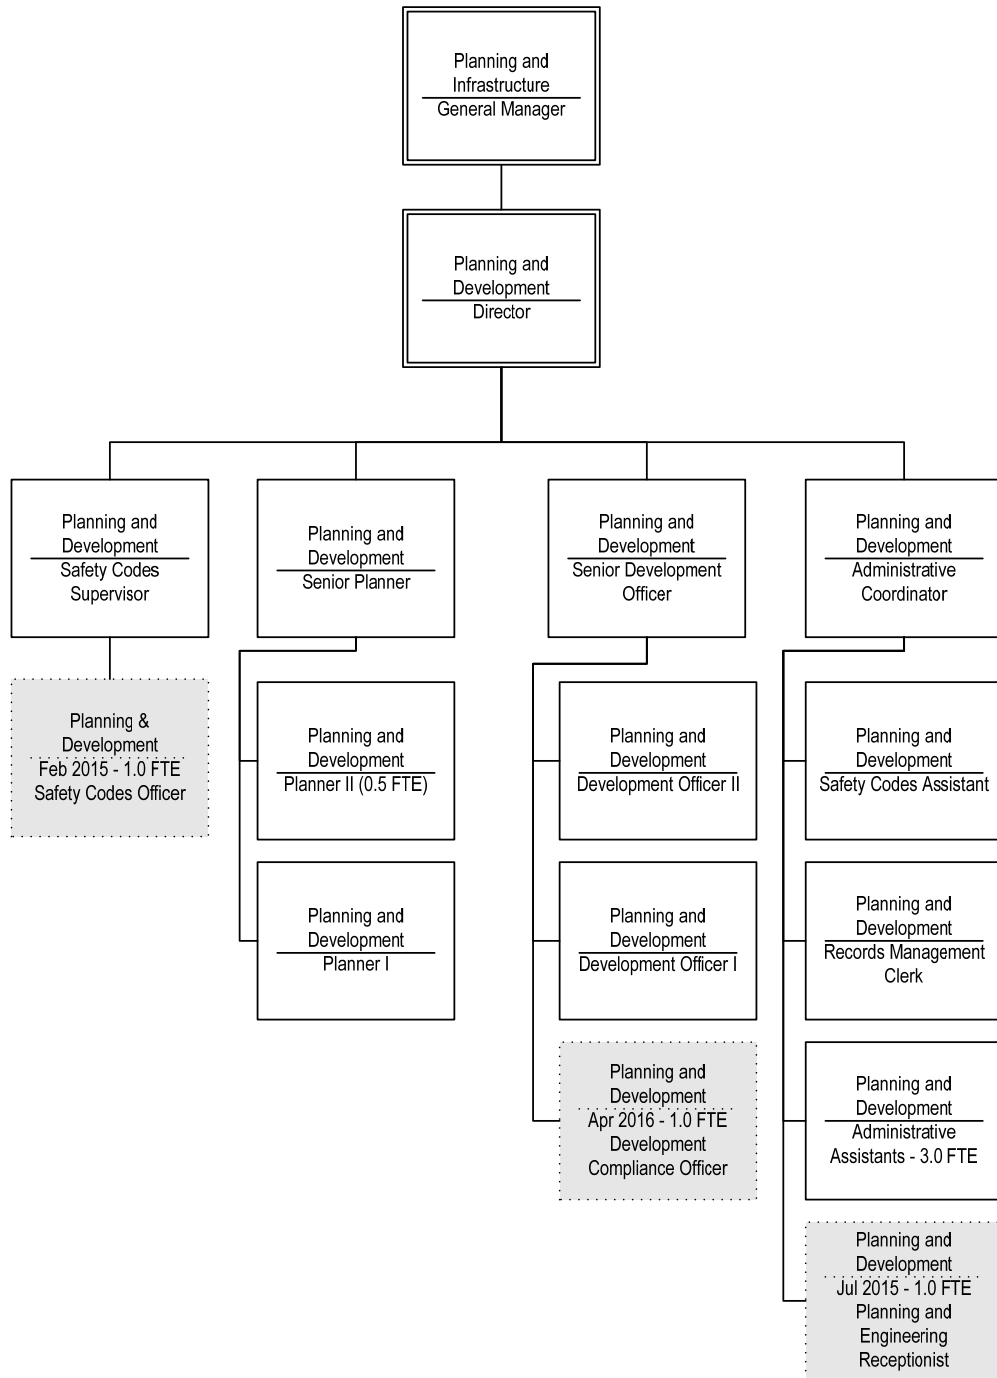 Planning and
Infrastructure
General Manager
Planning and
Development
Director
Planning and
Development
Safety Codes
Supervisor
Planning and
Development
Senior Planner
Planning and
Development
Senior Development
Officer
Planning and
Development
Administrative
Coordinator
Planning &
Development
Feb 2015 - 1.0 FTE
Safety Codes Officer
Planning and
Development
Planner II (0.5 FTE)
Planning and
Development
Development Officer II
Planning and
Development
Safety Codes Assistant
Planning and
Development
Planner I
Planning and
Development
Development Officer I
Planning and
Development
Records Management
Clerk
Planning and
Development
Apr 2016 - 1.0 FTE
Development
Compliance Officer
Planning and
Development
Administrative
Assistants - 3.0 FTE
Planning and
Development
Jul 2015 - 1.0 FTE
Planning and
Engineering
Receptionist